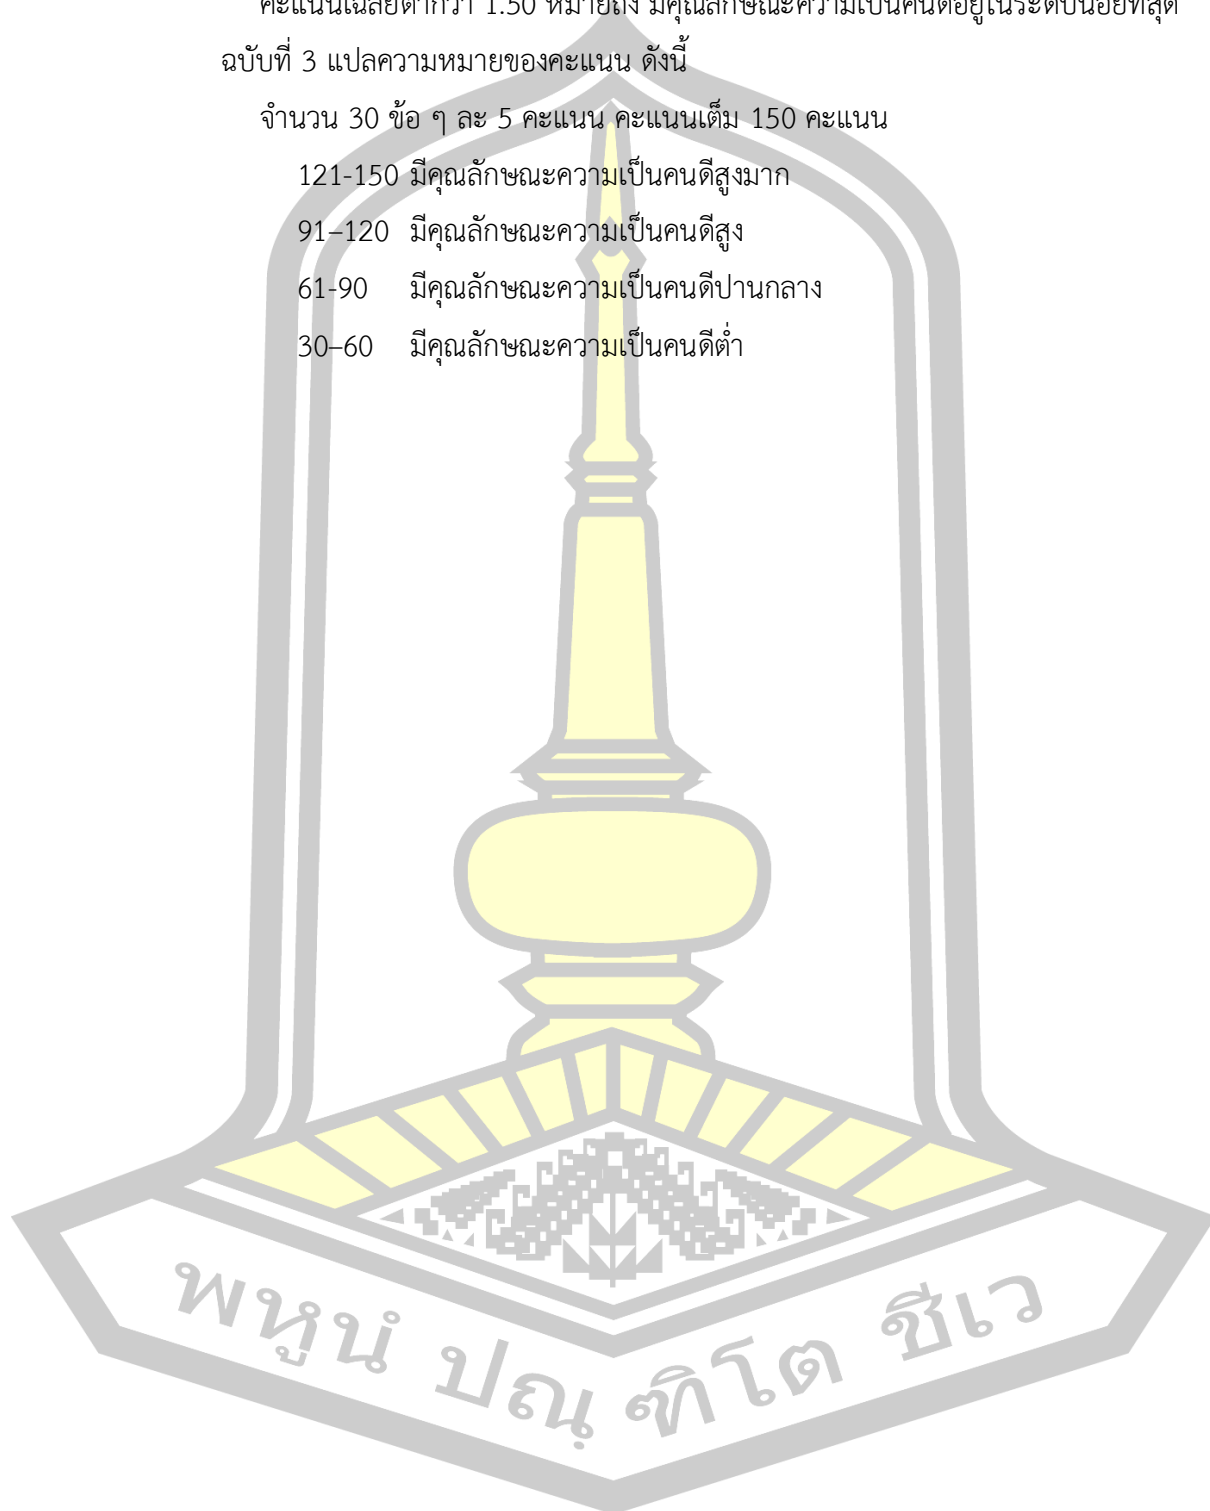 คะแนนเฉลี่ยต่ำกว่า 1.50 หมายถึง มีคุณลักษณะความเป็นคนดีอยู่ในระดับน้อยที่สุด
ฉบับที่ 3 แปลความหมายของคะแนน ดังนี้
จำนวน 30 ข้อ ๆ ละ 5 คะแนน คะแนนเต็ม 150 คะแนน
121-150 มีคุณลักษณะความเป็นคนดีสูงมาก
91–120 มีคุณลักษณะความเป็นคนดีสูง
61-90 มีคุณลักษณะความเป็นคนดีปานกลาง
30–60 มีคุณลักษณะความเป็นคนดีต่ำ
พหูนํ ปณฺฑิโต ชีเว